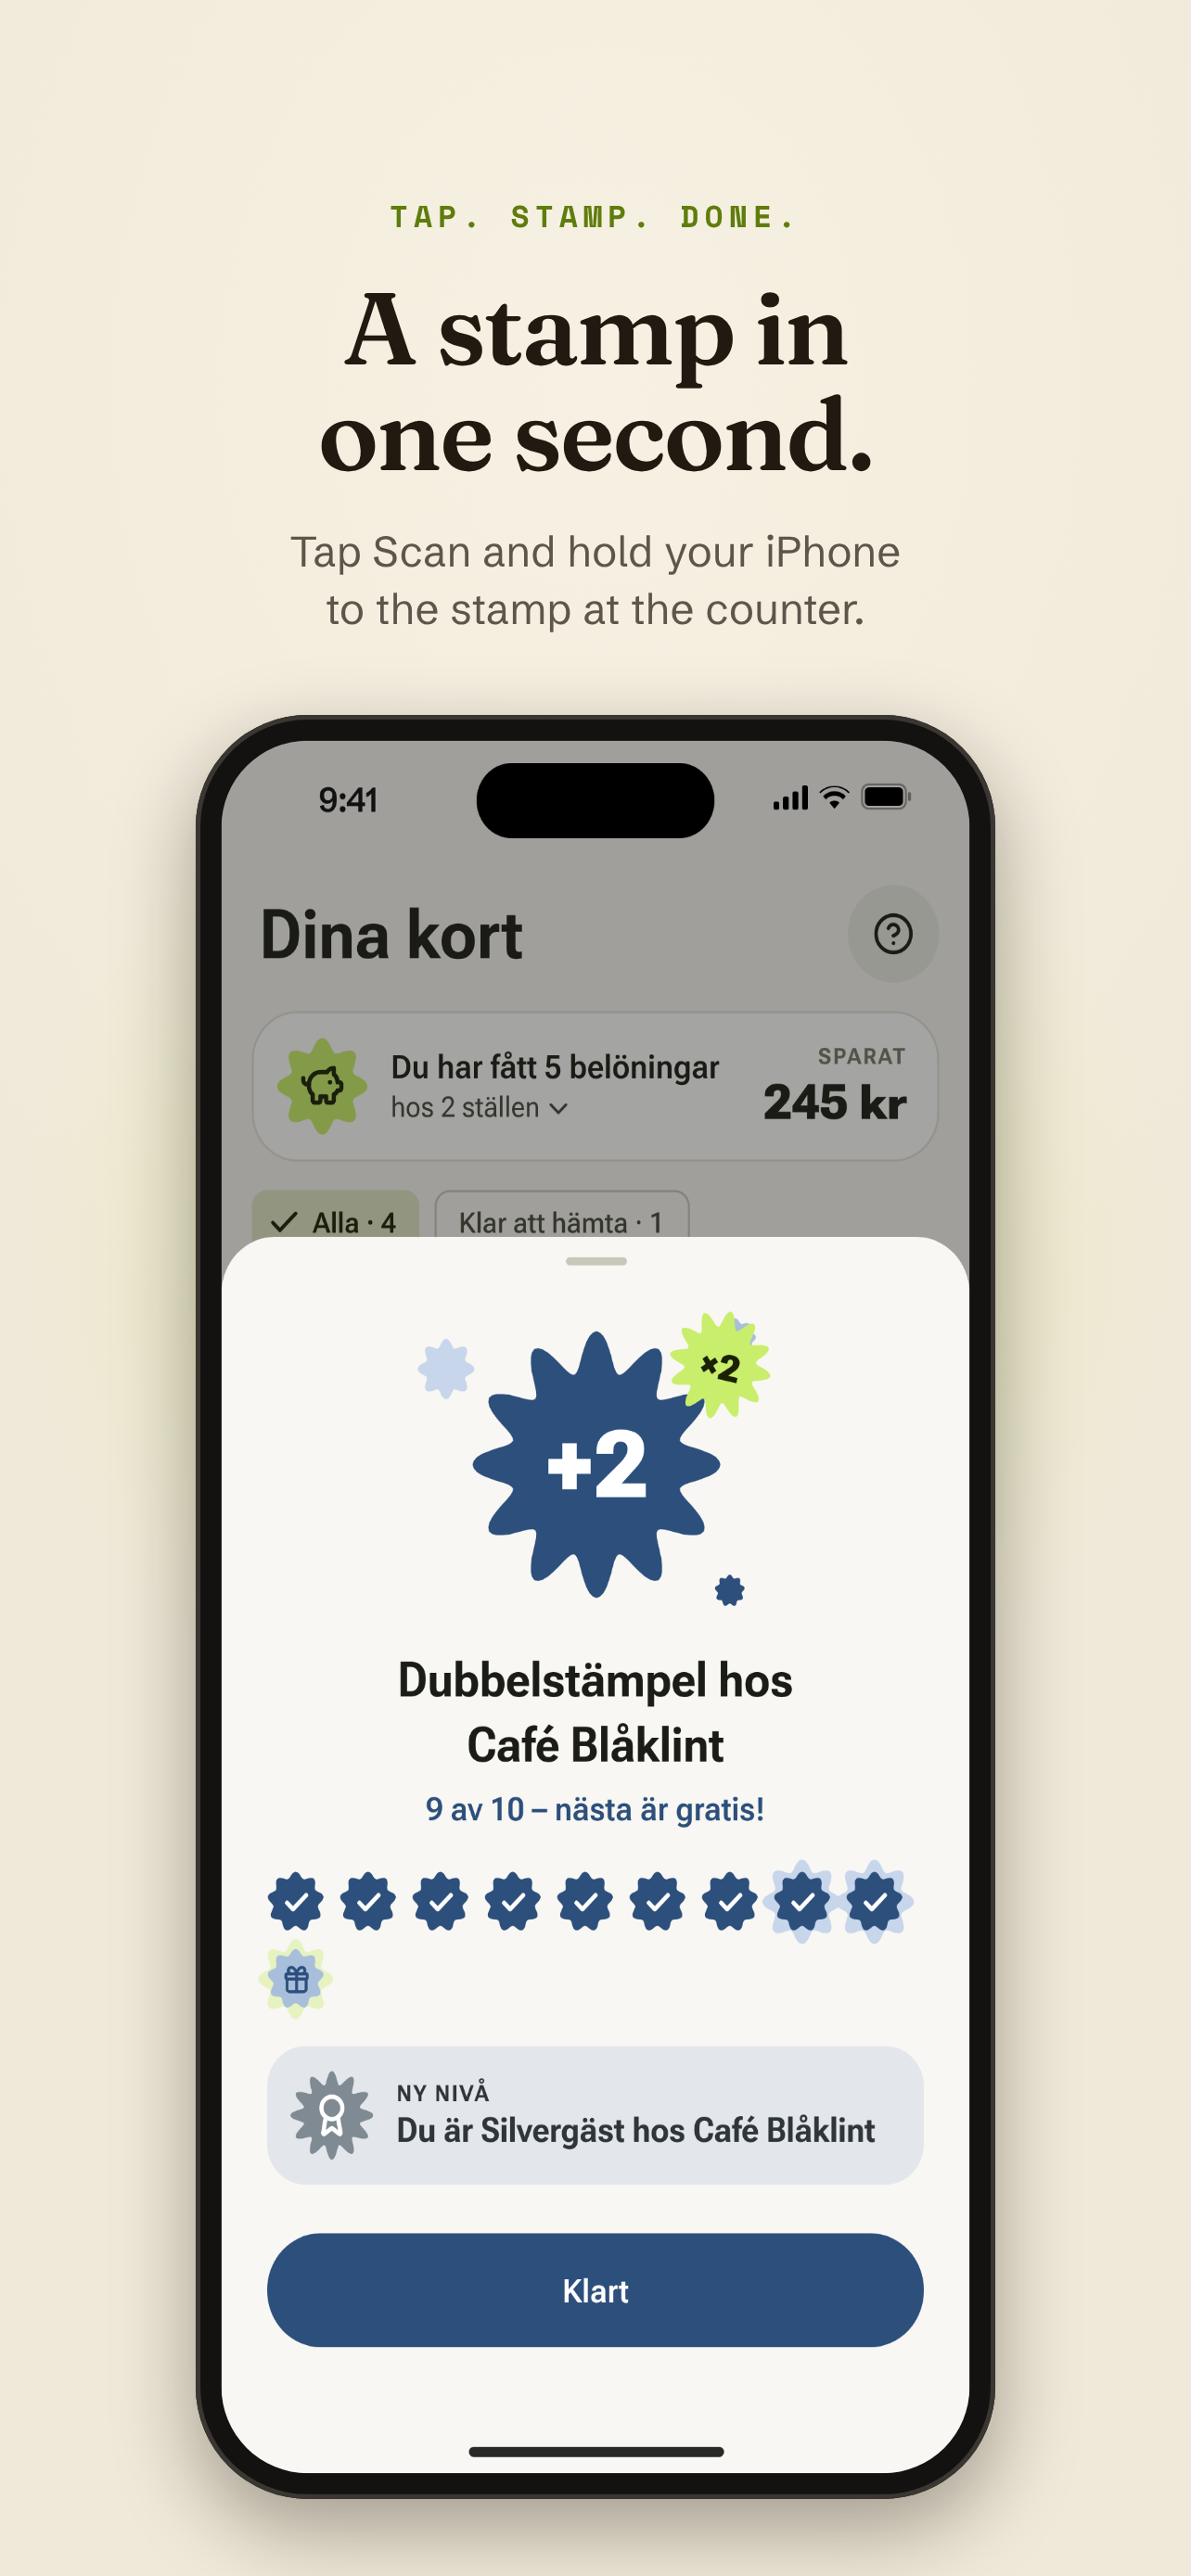 TAP. STAMP. DONE.
A stamp in
one second.
Tap Scan and hold your iPhone
to the stamp at the counter.
9:41
Dina kort
Du har fått 5 belöningar
hos 2 ställen
SPARAT
245 kr
Alla · 4
Klar att hämta · 1
×2
+2
Dubbelstämpel hos
Café Blåklint
9 av 10 – nästa är gratis!
NY NIVÅ
Du är Silvergäst hos Café Blåklint
Klart